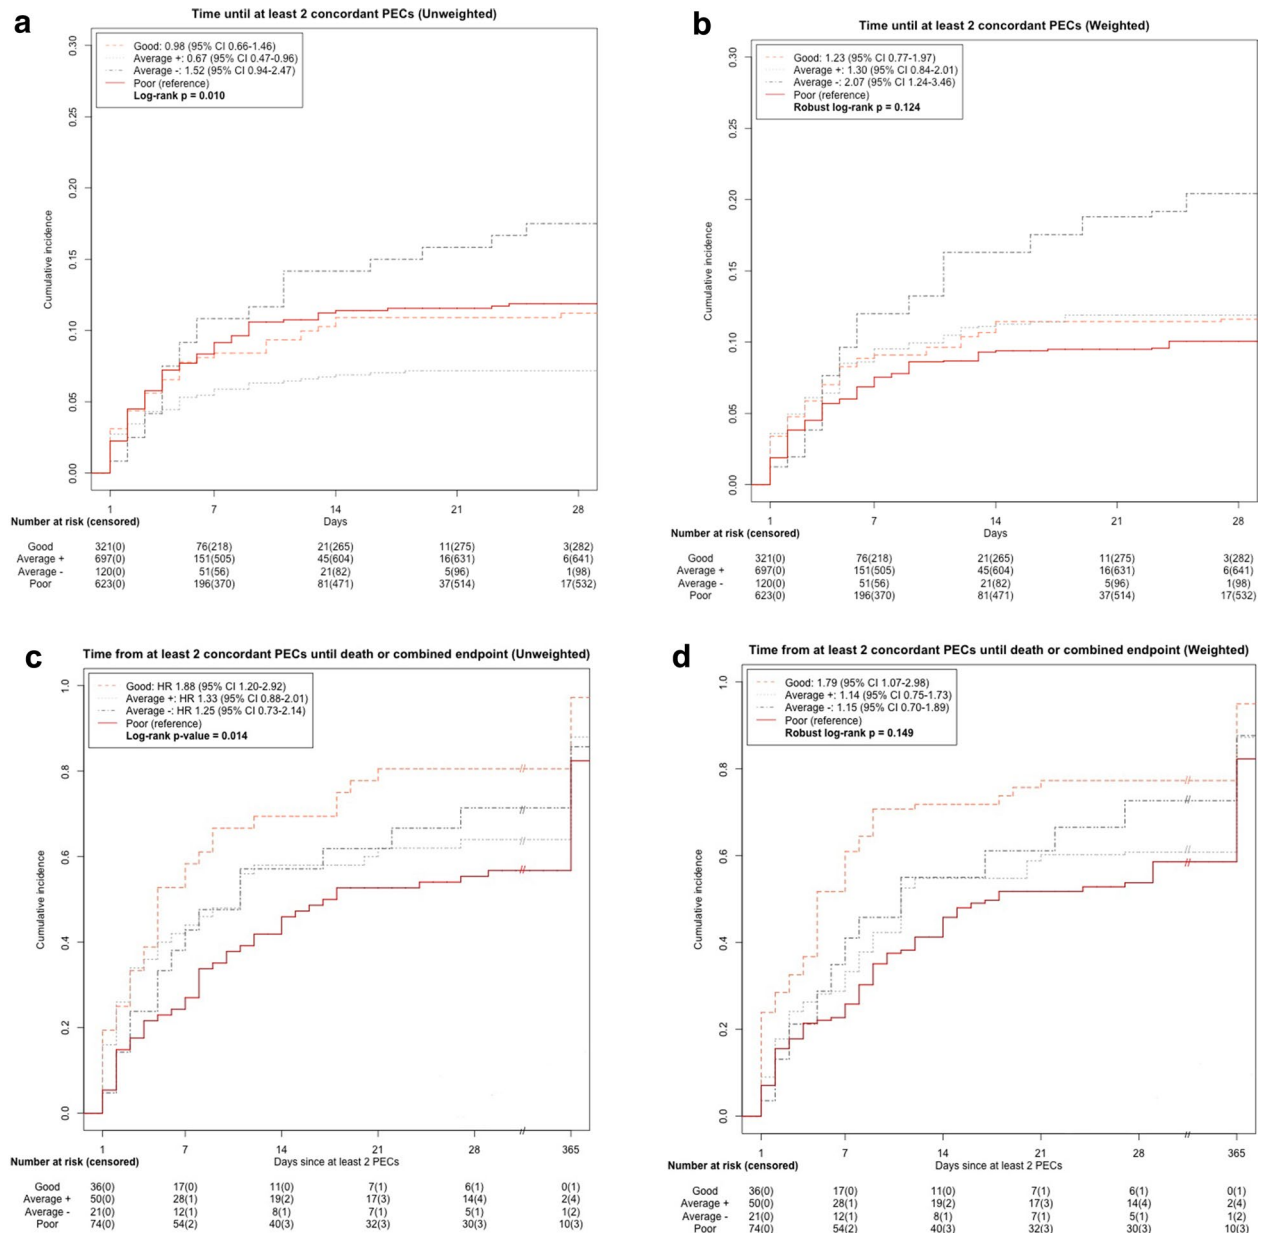 a
Time until at least 2 concordant PECs (Unweighted)
Good: 0.98 (95% CI 0.66-1.46)
Average +: 0.67 (95% CI 0.47-0.96)
Average -: 1.52 (95% CI 0.94-2.47)
Poor (reference)
Log-rank p = 0.010
Cumulative incidence
0.30
0.25
0.20
0.15
0.10
0.05
0.00
1 7 14 21 28
Number at risk (censored) Days
Good 321(0) 76(218) 21(265) 11(275) 3(282)
Average + 697(0) 151(505) 45(604) 16(631) 6(641)
Average - 120(0) 51(56) 21(82) 5(96) 1(98)
Poor 623(0) 196(370) 81(471) 37(514) 17(532)
b
Time until at least 2 concordant PECs (Weighted)
Good: 1.23 (95% CI 0.77-1.97)
Average +: 1.30 (95% CI 0.84-2.01)
Average -: 2.07 (95% CI 1.24-3.46)
Poor (reference)
Robust log-rank p = 0.124
Cumulative incidence
0.30
0.25
0.20
0.15
0.10
0.05
0.00
1 7 14 21 28
Number at risk (censored) Days
Good 321(0) 76(218) 21(265) 11(275) 3(282)
Average + 697(0) 151(505) 45(604) 16(631) 6(641)
Average - 120(0) 51(56) 21(82) 5(96) 1(98)
Poor 623(0) 196(370) 81(471) 37(514) 17(532)
c
Time from at least 2 concordant PECs until death or combined endpoint (Unweighted)
Good: HR 1.88 (95% CI 1.20-2.92)
Average +: HR 1.33 (95% CI 0.88-2.01)
Average -: HR 1.25 (95% CI 0.73-2.14)
Poor (reference)
Log-rank p-value = 0.014
Cumulative incidence
1.0
0.8
0.6
0.4
0.2
0.0
1 7 14 21 28 365
Number at risk (censored) Days since at least 2 PECs
Good 36(0) 17(0) 11(0) 7(1) 6(1) 0(1)
Average + 50(0) 28(1) 19(2) 17(3) 14(4) 2(4)
Average - 21(0) 12(1) 8(1) 7(1) 5(1) 1(2)
Poor 74(0) 54(2) 40(3) 32(3) 30(3) 10(3)
d
Time from at least 2 concordant PECs until death or combined endpoint (Weighted)
Good: 1.79 (95% CI 1.07-2.98)
Average +: 1.14 (95% CI 0.75-1.73)
Average -: 1.15 (95% CI 0.70-1.89)
Poor (reference)
Robust log-rank p = 0.149
Cumulative incidence
1.0
0.8
0.6
0.4
0.2
0.0
1 7 14 21 28 365
Number at risk (censored) Days since at least 2 PECs
Good 36(0) 17(0) 11(0) 7(1) 6(1) 0(1)
Average + 50(0) 28(1) 19(2) 17(3) 14(4) 2(4)
Average - 21(0) 12(1) 8(1) 7(1) 5(1) 1(2)
Poor 74(0) 54(2) 40(3) 32(3) 30(3) 10(3)